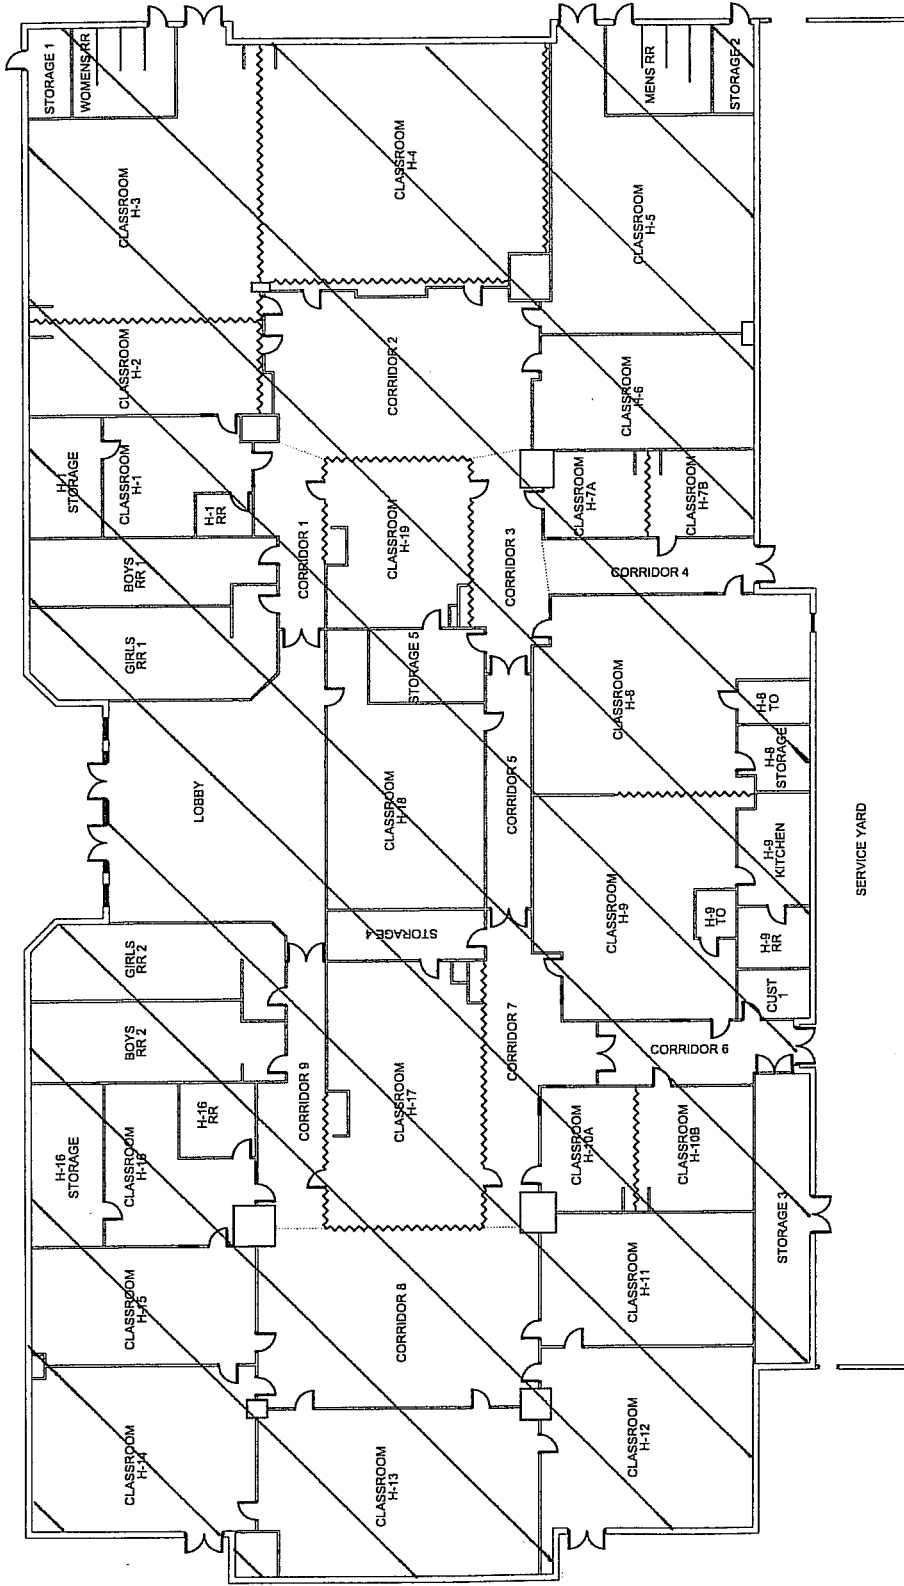 CLASSROOM
H-14
CLASSROOM
H-15
H-16
STORAGE
CLASSROOM
H-16
H-16
RR
BOYS
RR 2
GIRLS
RR 2
LOBBY
GIRLS
RR 1
BOYS
RR 1
H-1
STORAGE
CLASSROOM
H-1
H-1
RR
CLASSROOM
H-2
CLASSROOM
H-3
STORAGE 1
WOMENS RR
CORRIDOR 9
CORRIDOR 1
CLASSROOM
H-13
CORRIDOR 8
CLASSROOM
H-17
STORAGE 4
CLASSROOM
H-18
STORAGE 5
CLASSROOM
H-19
CORRIDOR 2
CLASSROOM
H-4
CORRIDOR 7
CORRIDOR 5
CORRIDOR 3
CLASSROOM
H-12
CLASSROOM
H-11
CLASSROOM
H-10A
CLASSROOM
H-10B
CORRIDOR 6
CLASSROOM
H-9
H-9
TO
CLASSROOM
H-8
CORRIDOR 4
CLASSROOM
H-7A
CLASSROOM
H-7B
CLASSROOM
H-6
CLASSROOM
H-5
MENS RR
STORAGE 2
STORAGE 3
CUST
1
H-9
RR
H-9
KITCHEN
H-8
STORAGE
H-8
TO
SERVICE YARD